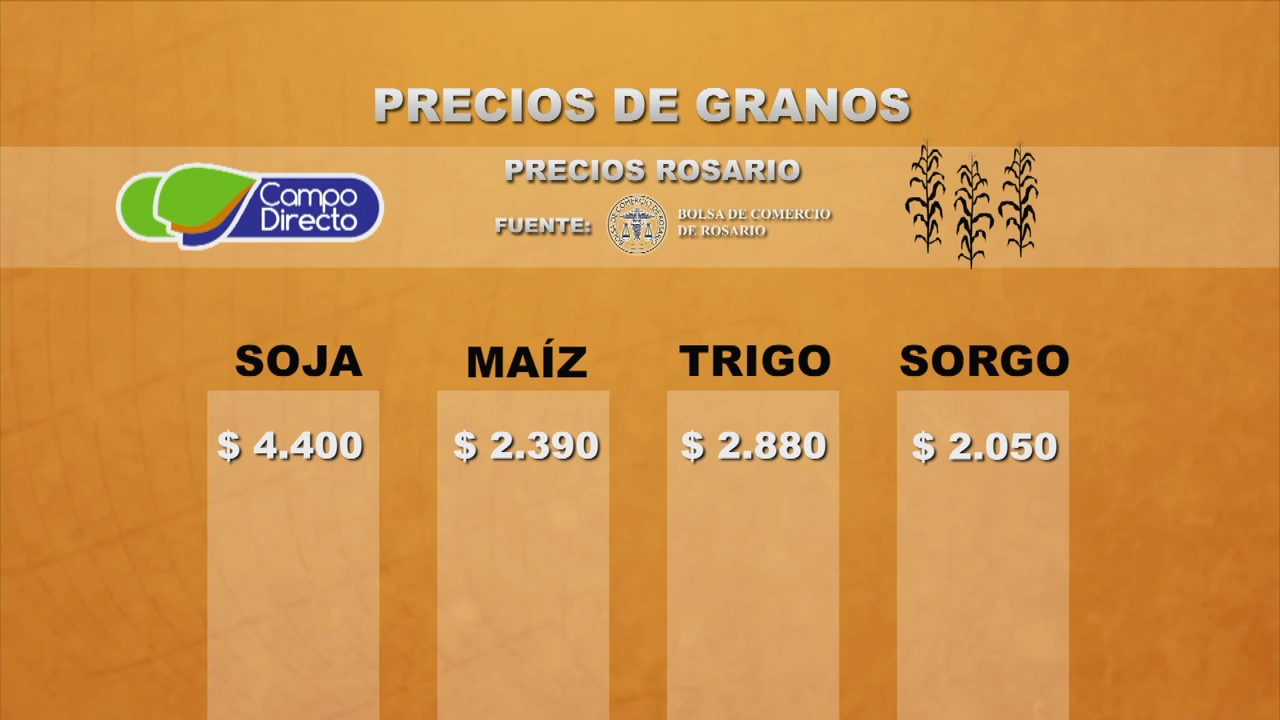 PRECIOS DE GRANOS
Campo
Directo
PRECIOS ROSARIO
FUENTE:
BOLSA DE COMERCIO
DE ROSARIO
SOJA MAÍZ TRIGO SORGO
$ 4.400 $ 2.390 $ 2.880 $ 2.050